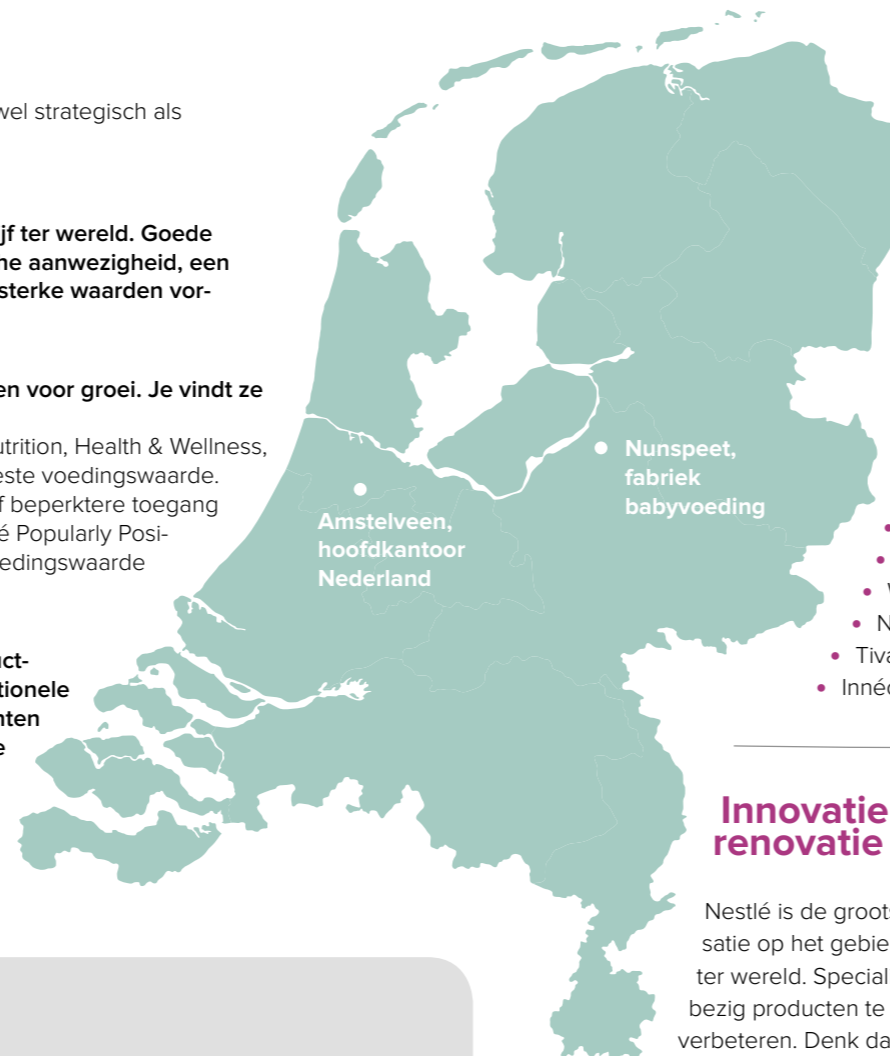 wel strategisch als
jf ter wereld. Goede
ne aanwezigheid, een
sterke waarden vor-
en voor groei. Je vindt ze
utrition, Health & Wellness,
este voedingswaarde.
f beperktere toegang
é Popularly Posi-
edingswaarde
uct-
tionele
nten
e
Nunspeet,
fabriek
babyvoeding
Amstelveen,
hoofdkantoor
Nederland
• N
• Tiva
• Inné
Innovatie
renovatie
Nestlé is de groots
satie op het gebie
ter wereld. Special
bezig producten te
verbeteren. Denk da